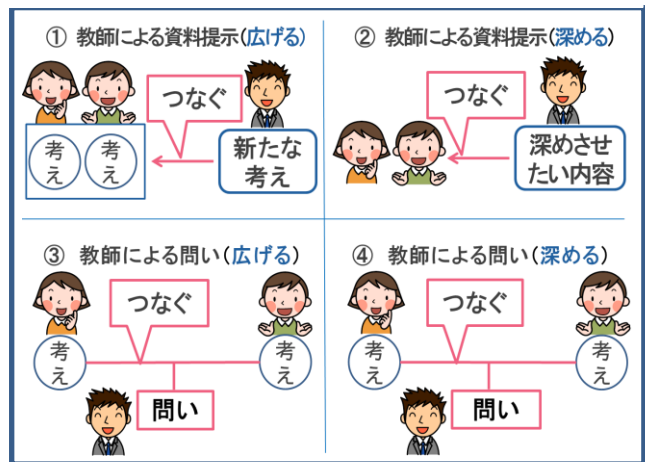 ① 教師による資料提示(広げる)
つなぐ
考え
考え
新たな
考え
② 教師による資料提示(深める)
つなぐ
深めさせ
たい内容
③ 教師による問い(広げる)
つなぐ
考え
考え
問い
④ 教師による問い(深める)
つなぐ
考え
考え
問い